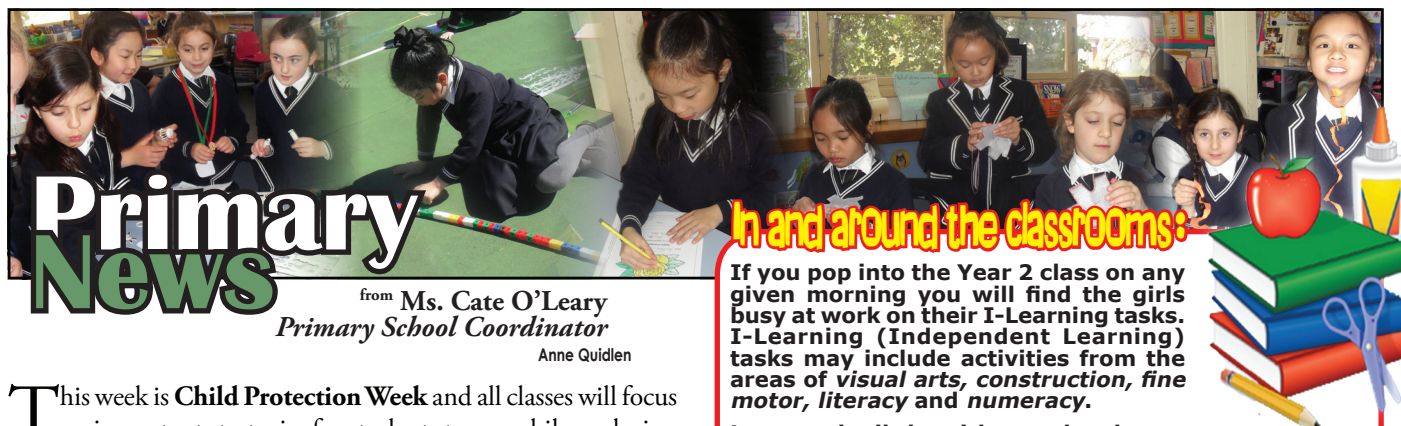 Primary
News
from Ms. Cate O'Leary
Primary School Coordinator
Anne Quidlen
This week is Child Protection Week and all classes will focus
In and around the classrooms:
If you pop into the Year 2 class on any
given morning you will find the girls
busy at work on their I-Learning tasks.
I-Learning (Independent Learning)
tasks may include activities from the
areas of visual arts, construction, fine
motor, literacy and numeracy.